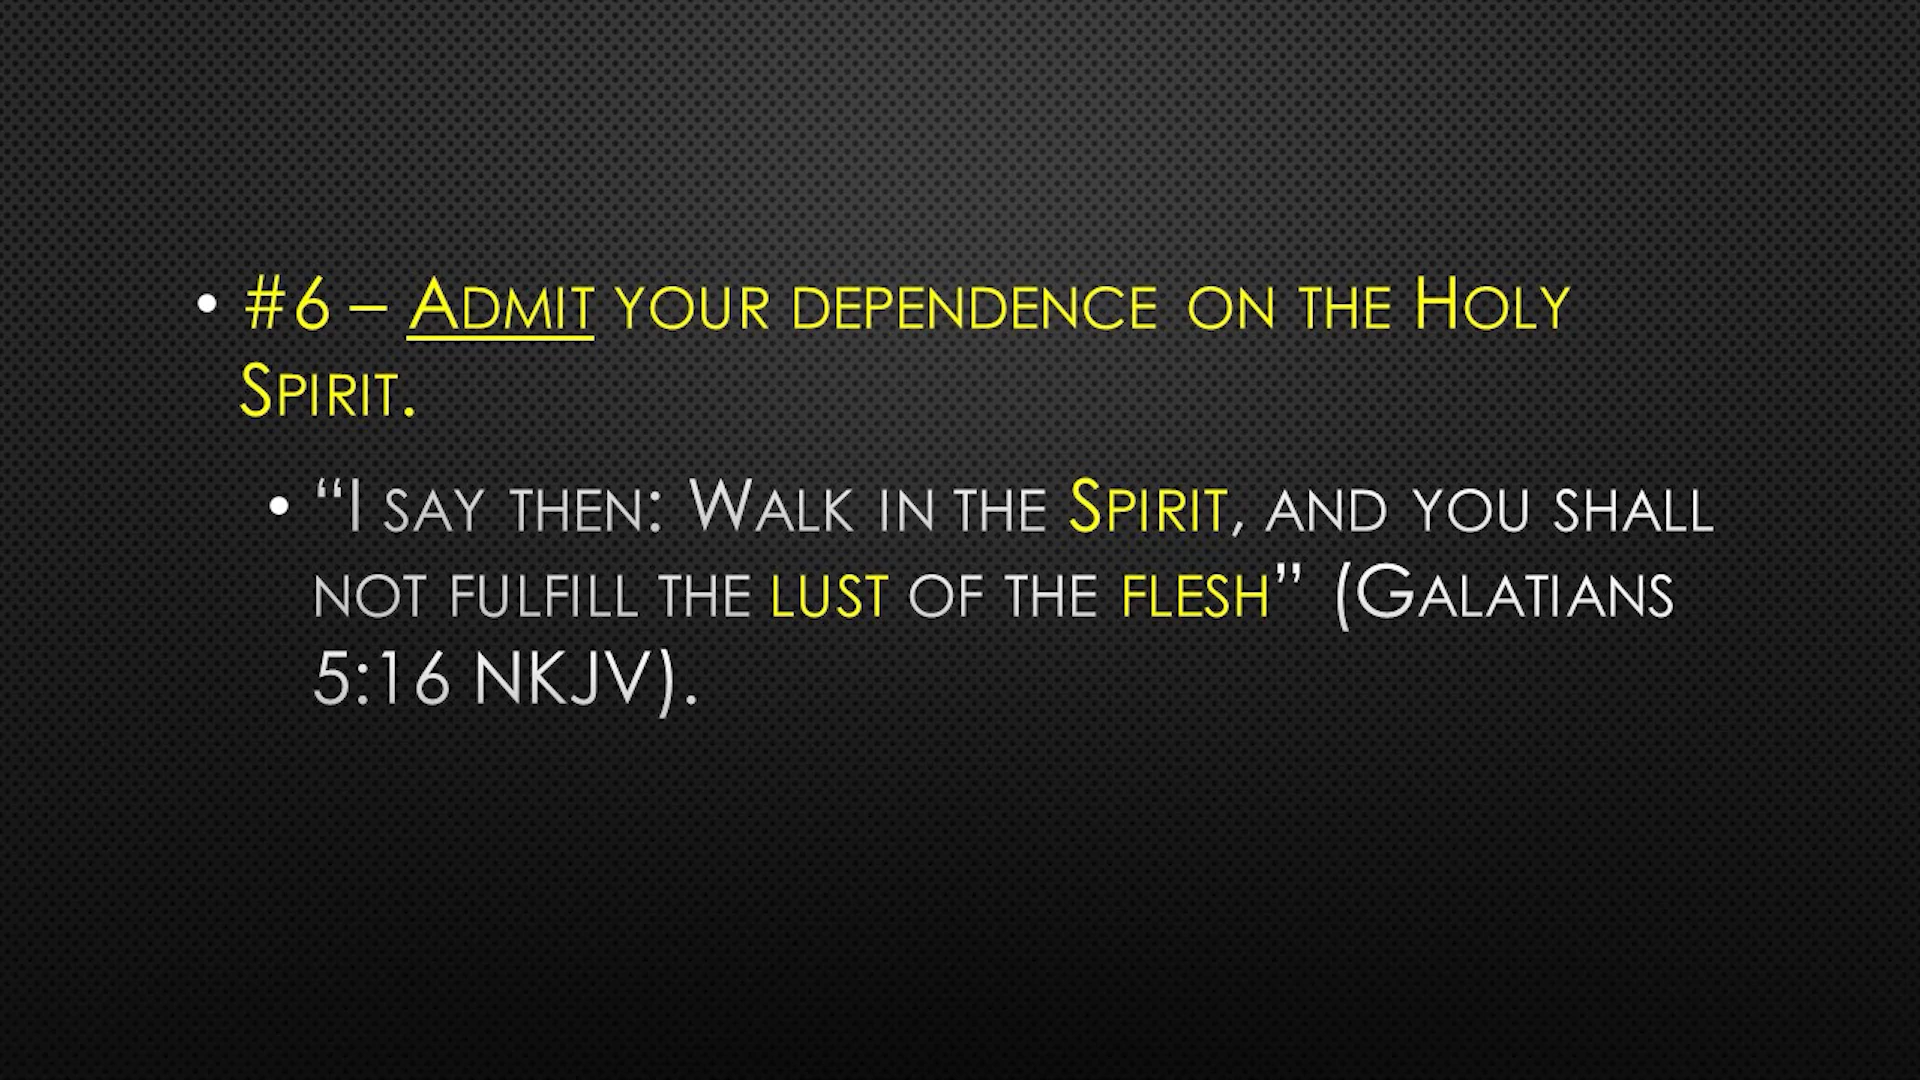 • #6 – Admit your dependence on the Holy
Spirit.
• “I say then: Walk in the Spirit, and you shall
not fulfill the lust of the flesh” (Galatians
5:16 NKJV).